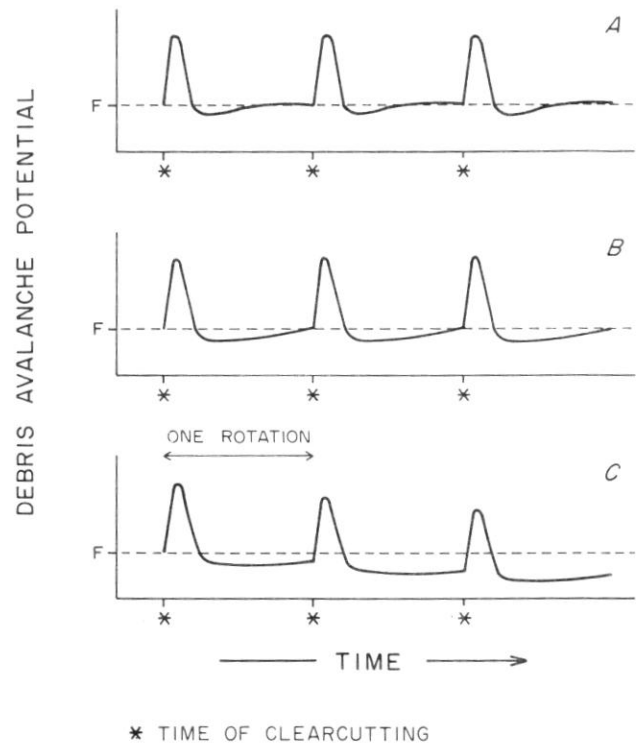 DEBRIS AVALANCHE POTENTIAL
A
F
* * *
B
F
* * *
ONE ROTATION
C
F
* * *
TIME
* TIME OF CLEARCUTTING